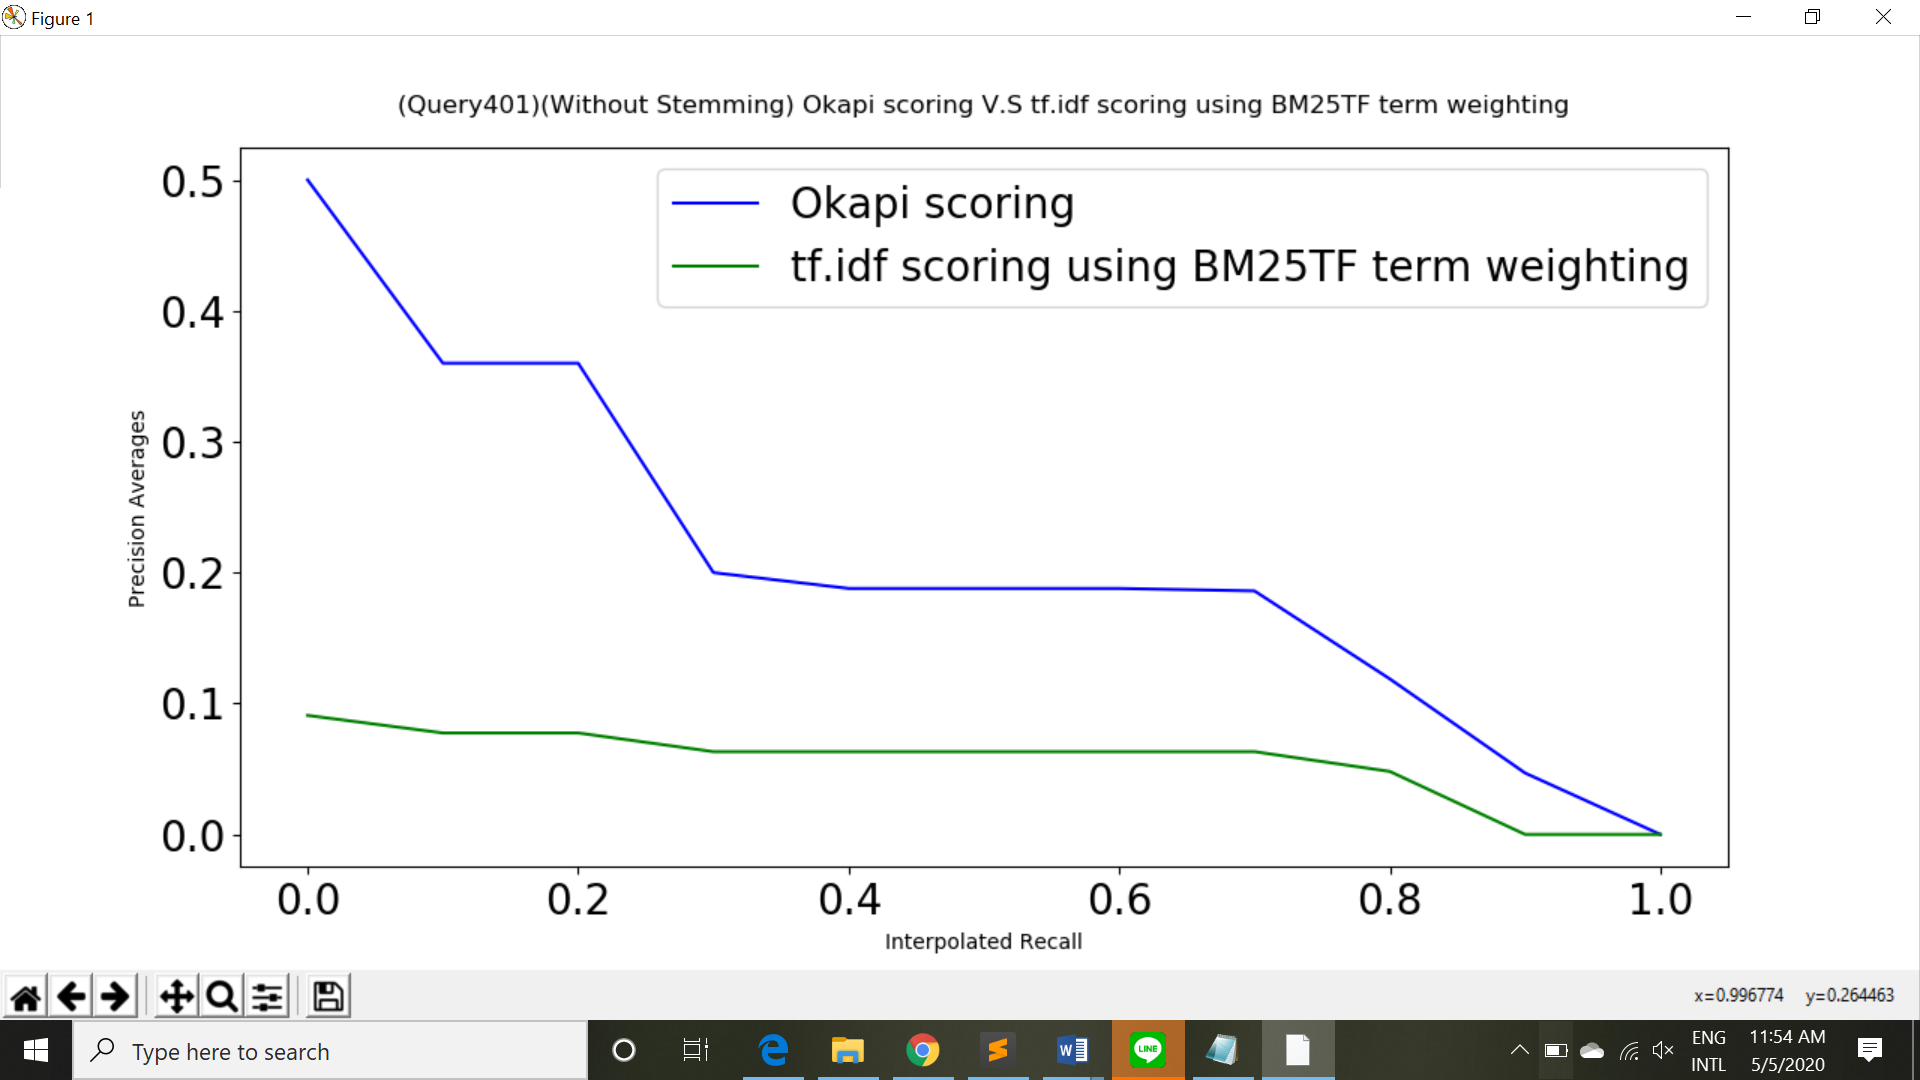 Figure 1
(Query401)(Without Stemming) Okapi scoring V.S tf.idf scoring using BM25TF term weighting
Okapi scoring
tf.idf scoring using BM25TF term weighting
0.5
0.4
0.3
0.2
0.1
0.0
Precision Averages
0.0 0.2 0.4 0.6 0.8 1.0
Interpolated Recall
x=0.996774 y=0.264463
Type here to search
W
LINE
ENG
INTL
11:54 AM
5/5/2020